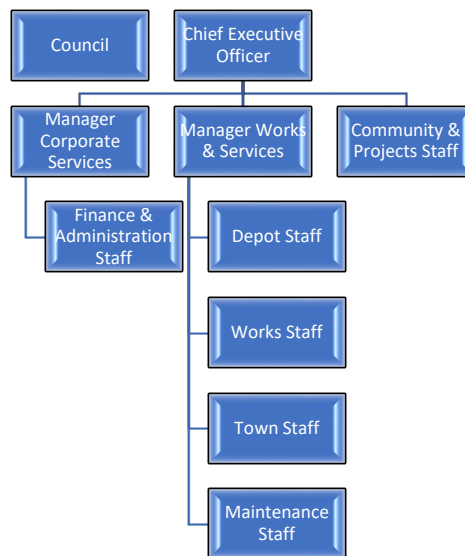 Council
Chief Executive
Officer
Manager
Corporate
Services
Manager Works
& Services
Community &
Projects Staff
Finance &
Administration
Staff
Depot Staff
Works Staff
Town Staff
Maintenance
Staff